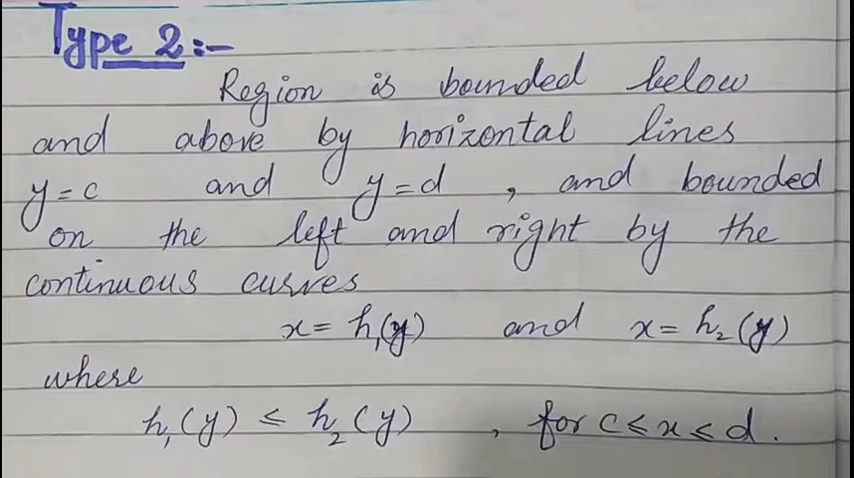 Type 2:-
Region is bounded below
and above by horizontal lines
y=c and y=d , and bounded
on the left and right by the
continuous curves
x= h₁(y) and x= h₂(y)
where
h₁(y) ≤ h₂(y) , for c≤x≤d.